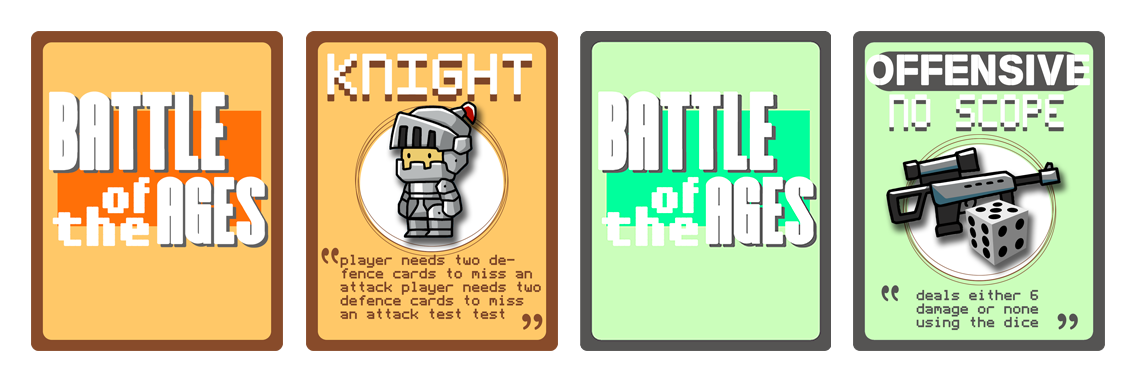 BATTLE
of
the AGES
KNIGHT
“player needs two de-
fence cards to miss an
attack player needs two
defence cards to miss
an attack test test ”
BATTLE
of
the AGES
OFFENSIVE
NO SCOPE
“ deals either 6
damage or none
using the dice ”